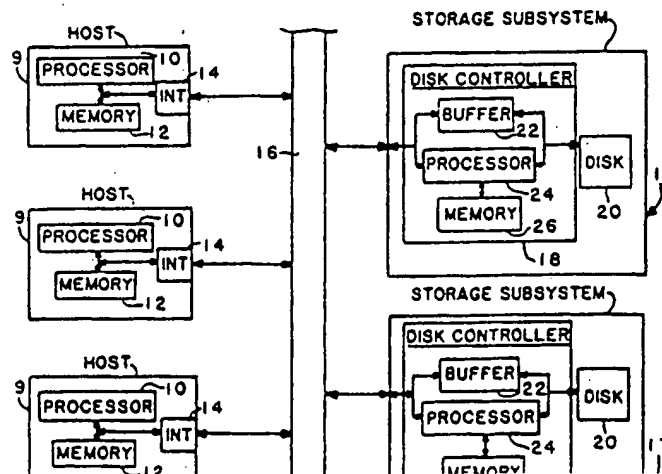 HOST
9
10
14
PROCESSOR
INT
MEMORY
12
HOST
9
10
14
PROCESSOR
INT
MEMORY
12
HOST
9
10
14
PROCESSOR
INT
MEMORY
12
16
STORAGE SUBSYSTEM
DISK CONTROLLER
BUFFER
22
PROCESSOR
DISK
24
20
MEMORY
26
18
STORAGE SUBSYSTEM
DISK CONTROLLER
BUFFER
22
PROCESSOR
DISK
24
20
MEMORY